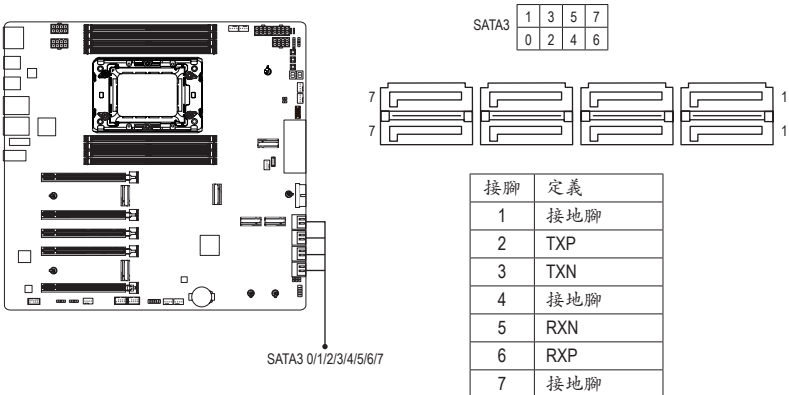 SATA3
1 3 5 7
0 2 4 6
7 1
7 1
接腳 定義
1 接地腳
2 TXP
3 TXN
4 接地腳
5 RXN
6 RXP
7 接地腳
SATA3 0/1/2/3/4/5/6/7